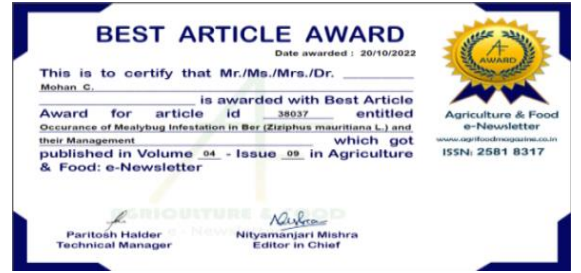 BEST ARTICLE AWARD
Date awarded : 20/10/2022
This is to certify that Mr./Ms./Mrs./Dr. ___________
Mohan C.
______________________ is awarded with Best Article
Award for article id 38037 entitled
Occurance of Mealybug Infestation in Ber (Ziziphus mauritiana L.) and
their Management which got
published in Volume 04 - Issue 09 in Agriculture
& Food: e-Newsletter
AGRICULTURE & FOOD
Paritosh Halder
Technical Manager
Nityamanjari Mishra
Editor in Chief
AF
AWARD
Agriculture & Food
e-Newsletter
www.agrifoodmagazine.co.in
ISSN: 2581 8317